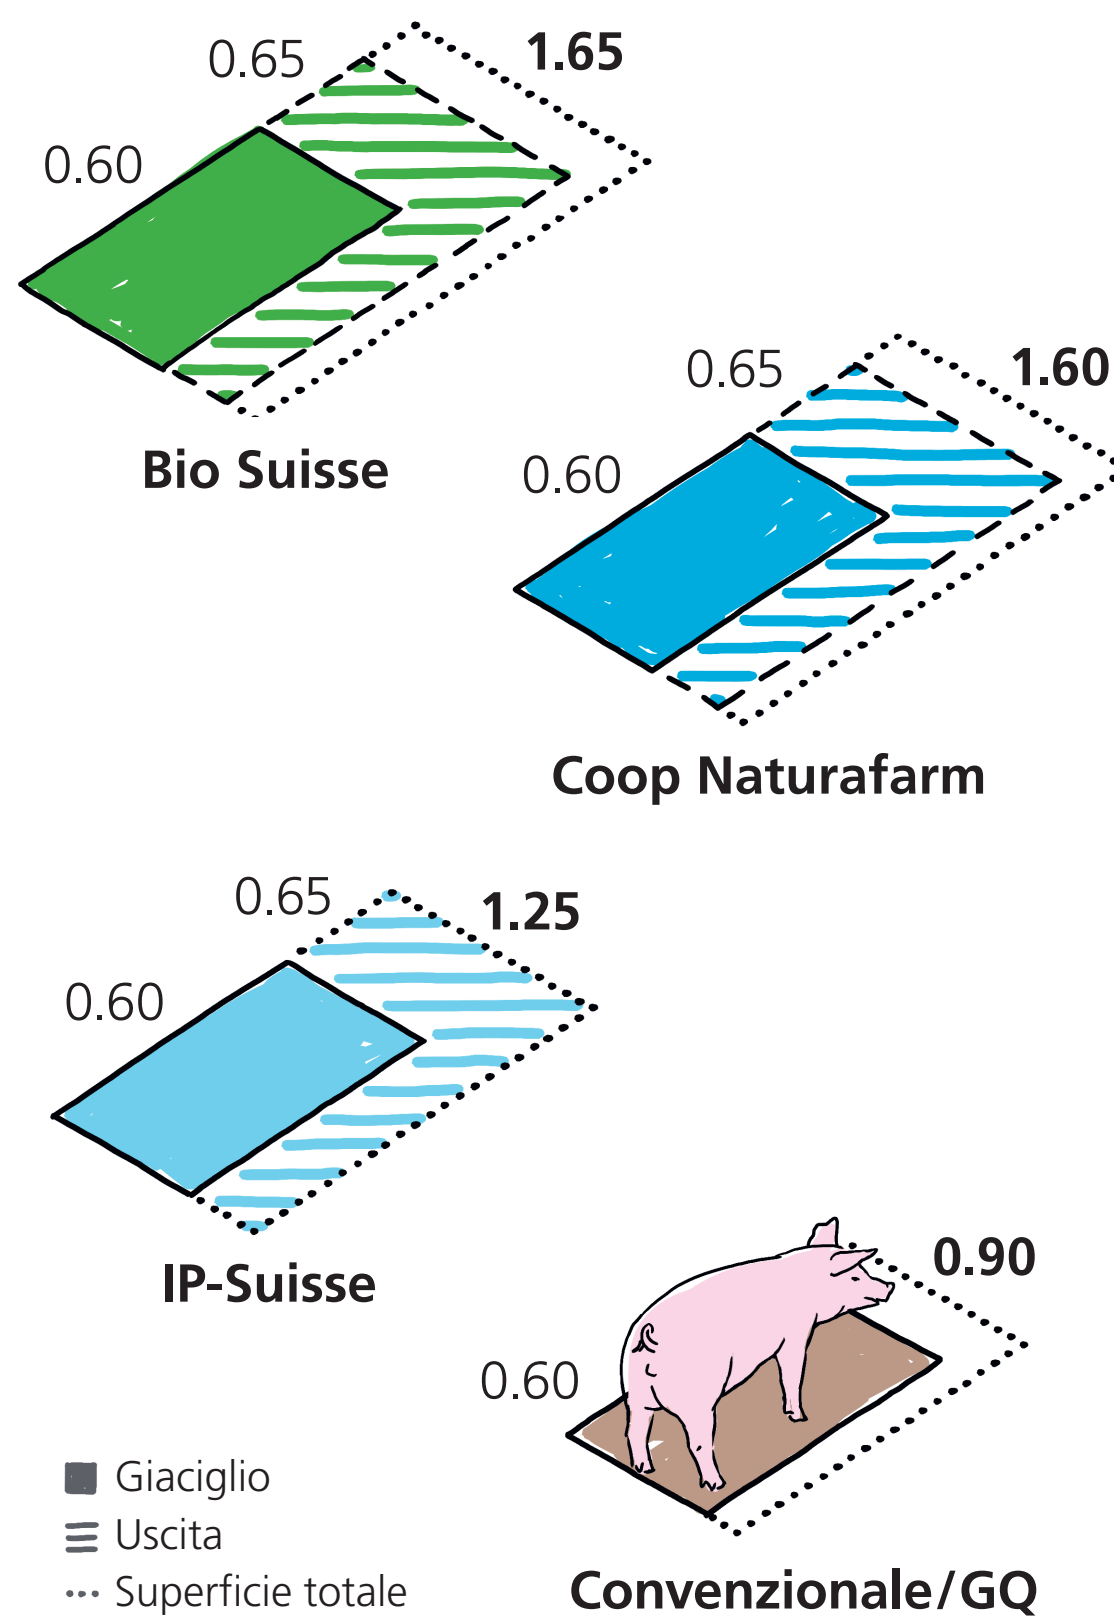 0.65
1.65
0.60
Bio Suisse
0.65
1.60
0.60
Coop Naturafarm
0.65
1.25
0.60
IP-Suisse
0.90
0.60
Convenzionale/GQ
Giaciglio
Uscita
Superficie totale